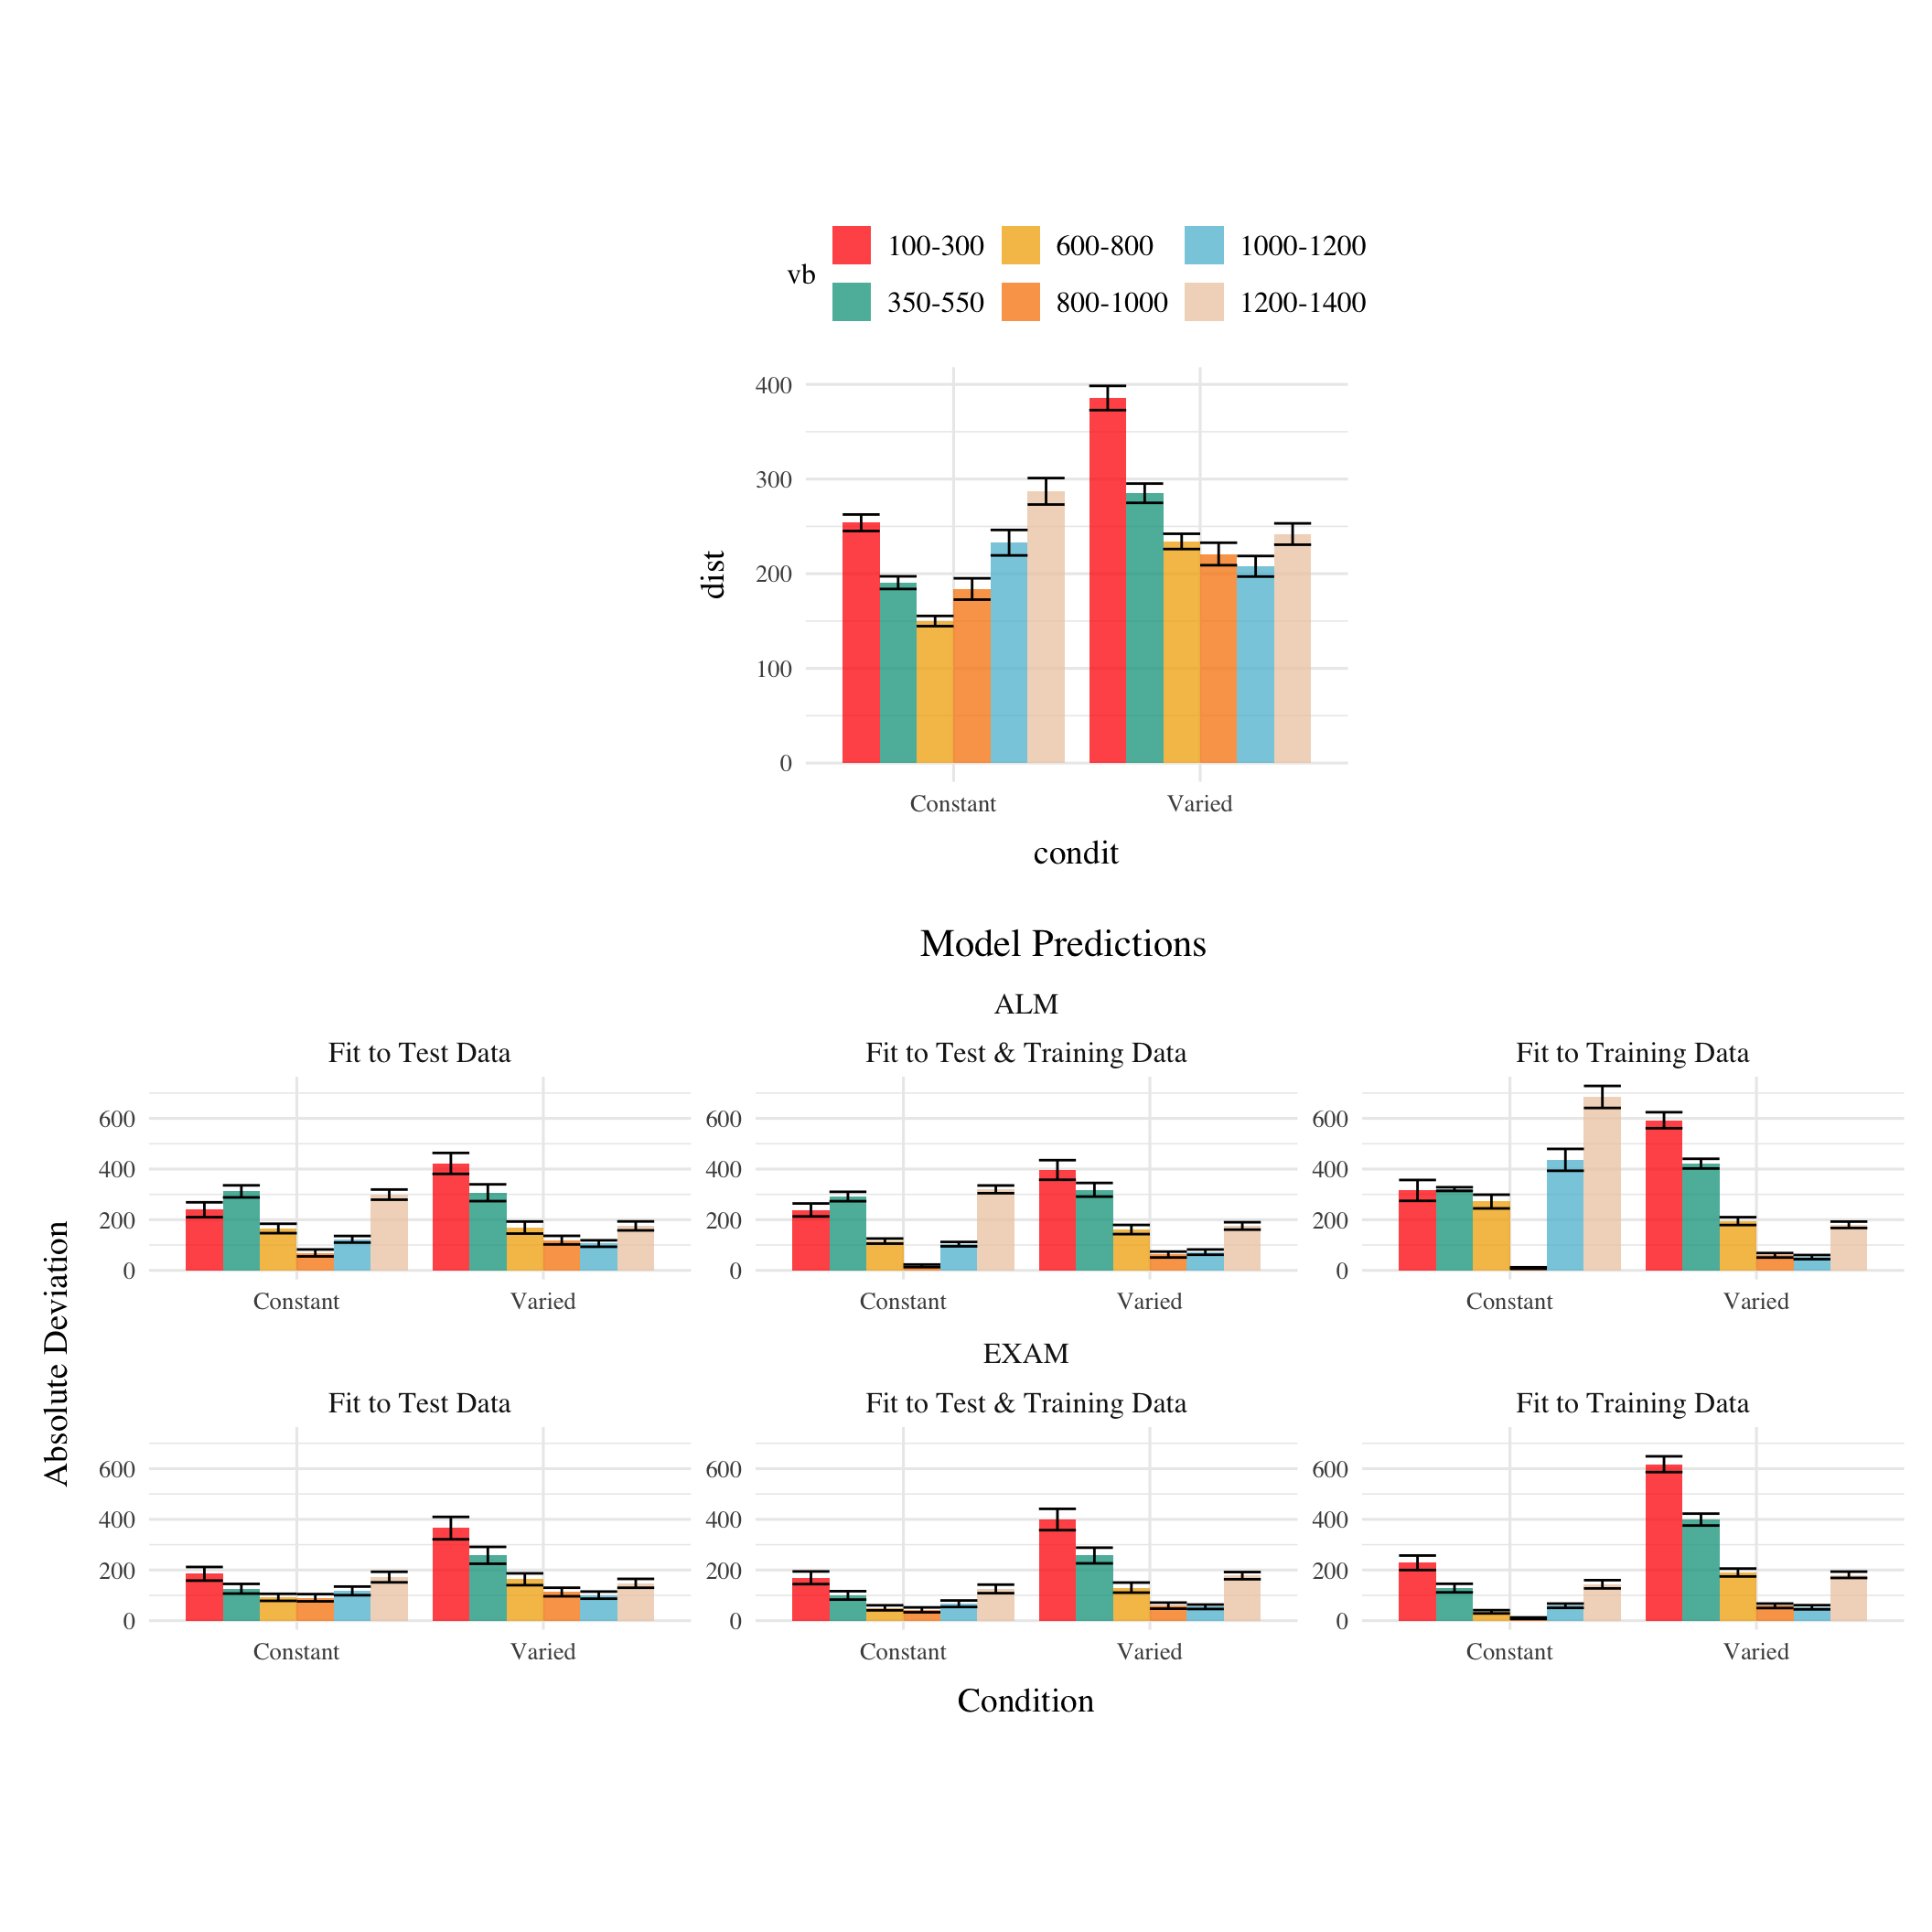 vb
100-300 600-800 1000-1200
350-550 800-1000 1200-1400
400
300
200
100
0
dist
Constant Varied
condit
Model Predictions
ALM
Fit to Test Data Fit to Test & Training Data Fit to Training Data
600 600 600
400 400 400
200 200 200
0 0 0
Constant Varied Constant Varied Constant Varied
Absolute Deviation
EXAM
Fit to Test Data Fit to Test & Training Data Fit to Training Data
600 600 600
400 400 400
200 200 200
0 0 0
Constant Varied Constant Varied Constant Varied
Condition